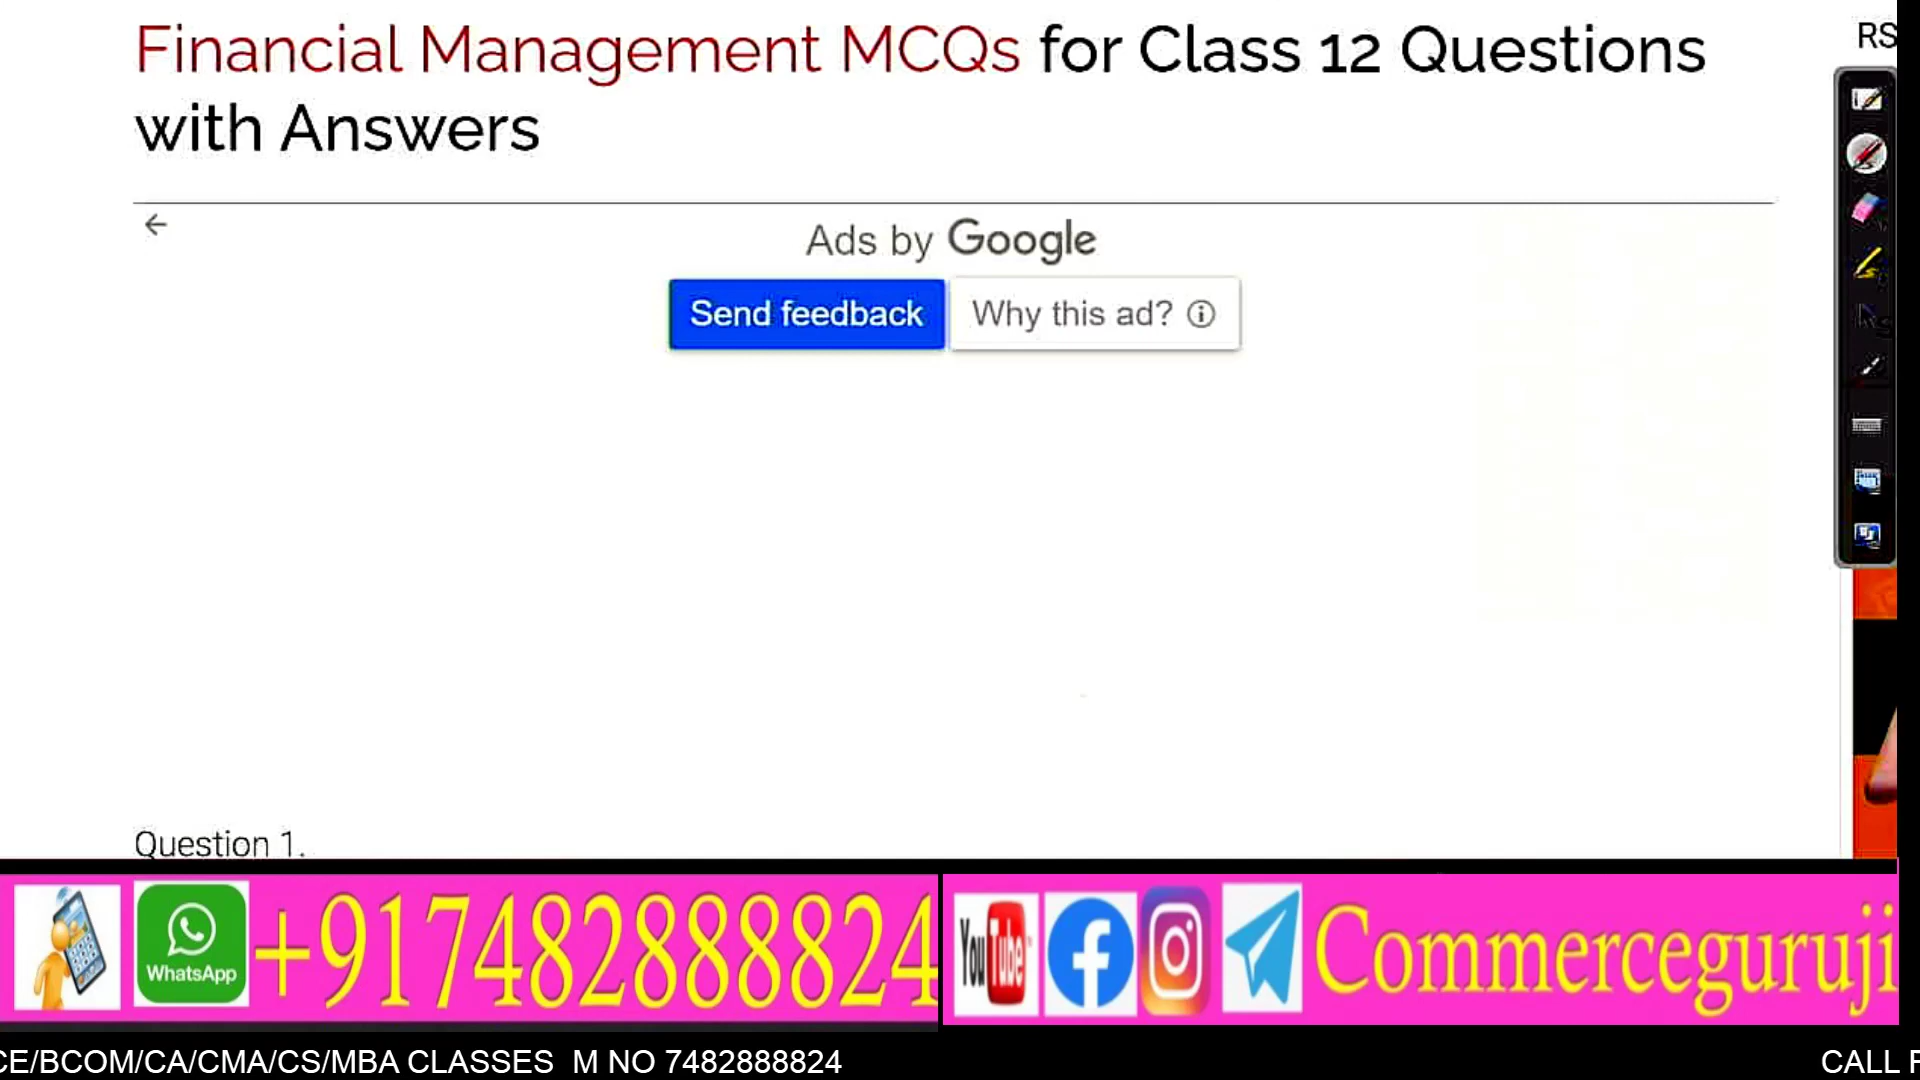 Financial Management MCQs for Class 12 Questions
with Answers
RS
Ads by Google
Send feedback
Why this ad?
Question 1.
WhatsApp
+917482888824
YouTube
Commerceguruji
CE/BCOM/CA/CMA/CS/MBA CLASSES M NO 7482888824
CALL